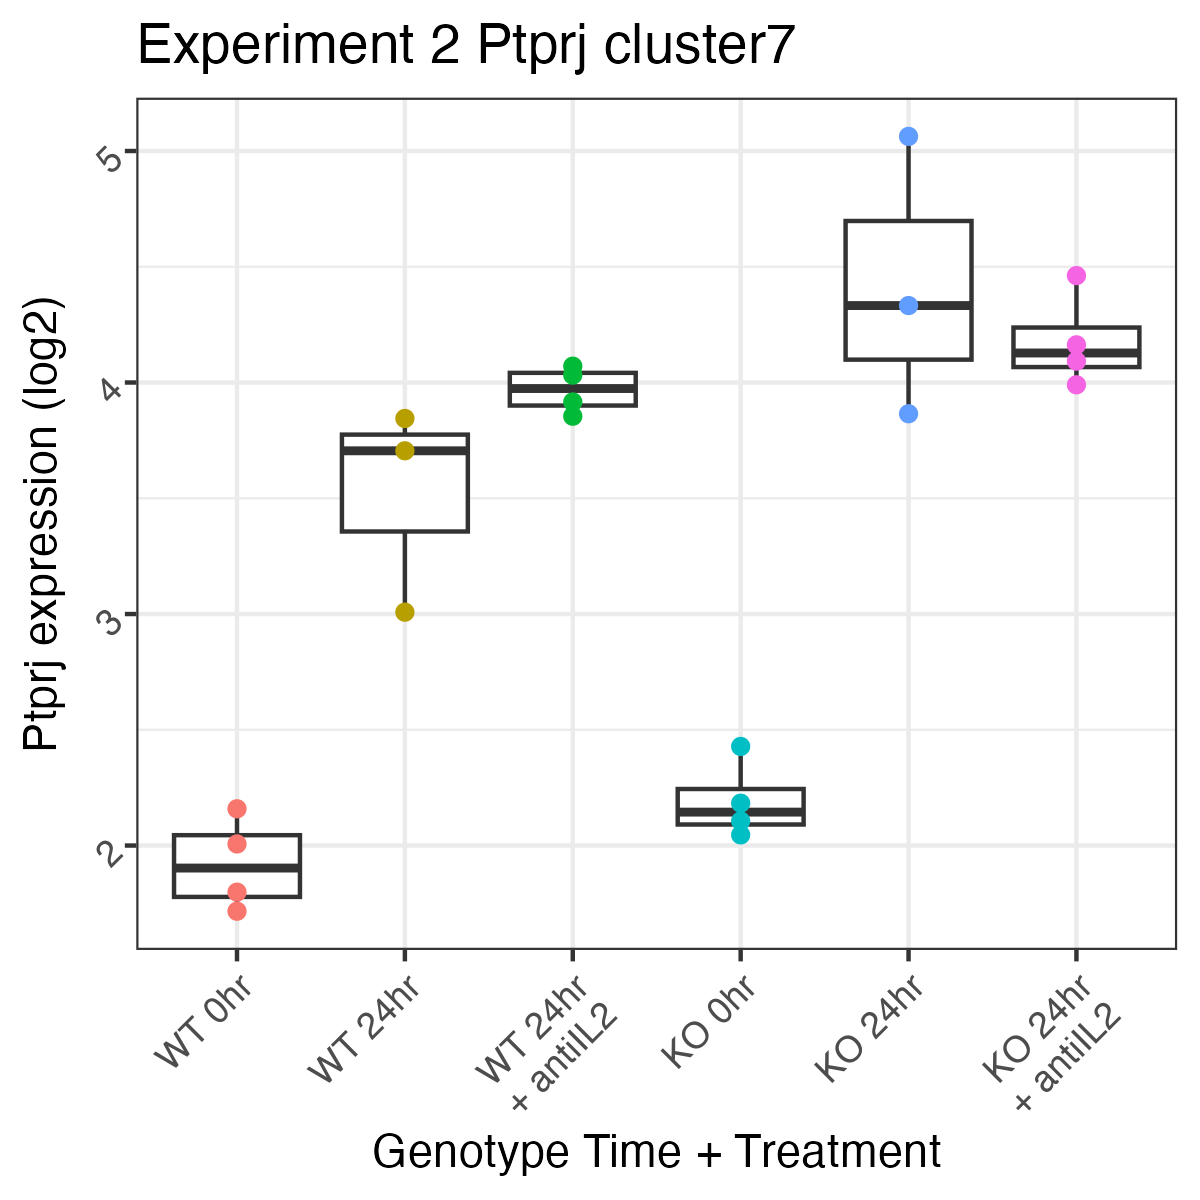 Experiment 2 Ptprj cluster7
Ptprj expression (log2)
5
4
3
2
WT 0hr
WT 24hr
WT 24hr
+ antiIL2
KO 0hr
KO 24hr
KO 24hr
+ antiIL2
Genotype Time + Treatment